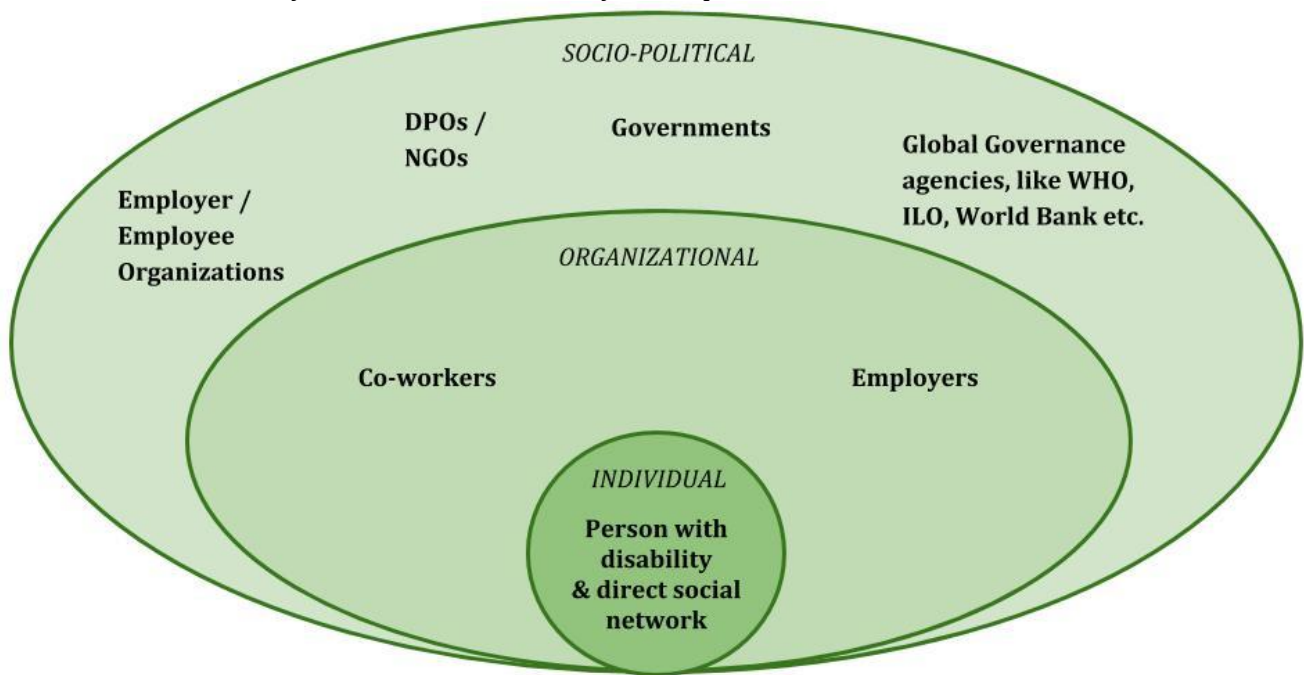 SOCIO-POLITICAL
DPOs /
NGOs
Governments
Global Governance
agencies, like WHO,
ILO, World Bank etc.
Employer /
Employee
Organizations
ORGANIZATIONAL
Co-workers
Employers
INDIVIDUAL
Person with
disability
& direct social
network